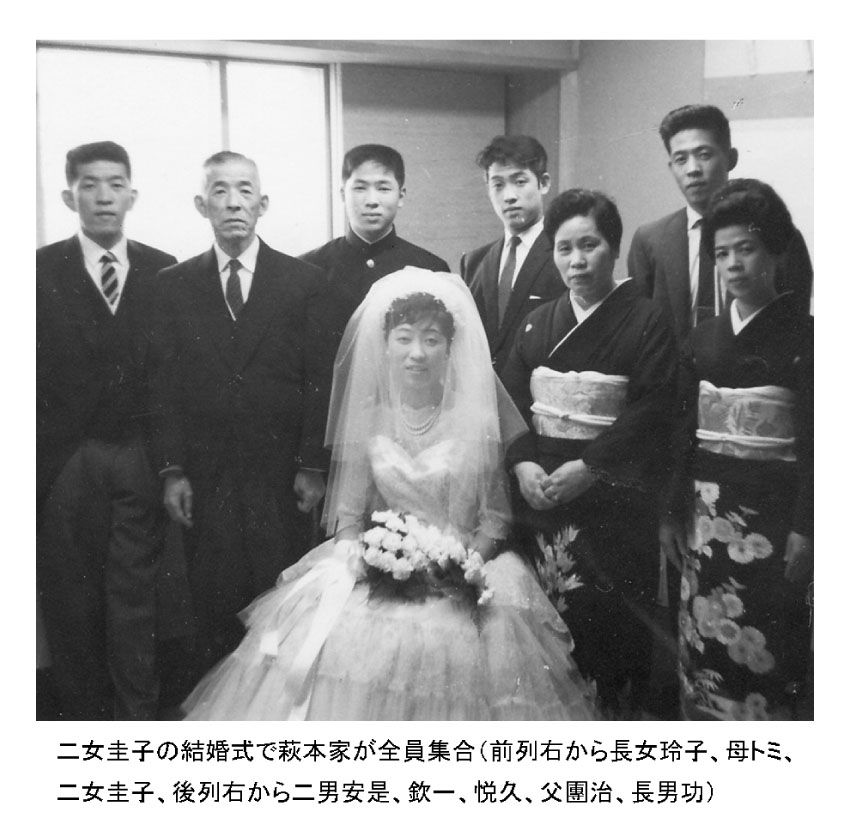 二女圭子の結婚式で萩本家が全員集合（前列右から長女玲子、母トミ、
二女圭子、後列右から二男安是、欽一、悦久、父團治、長男功）